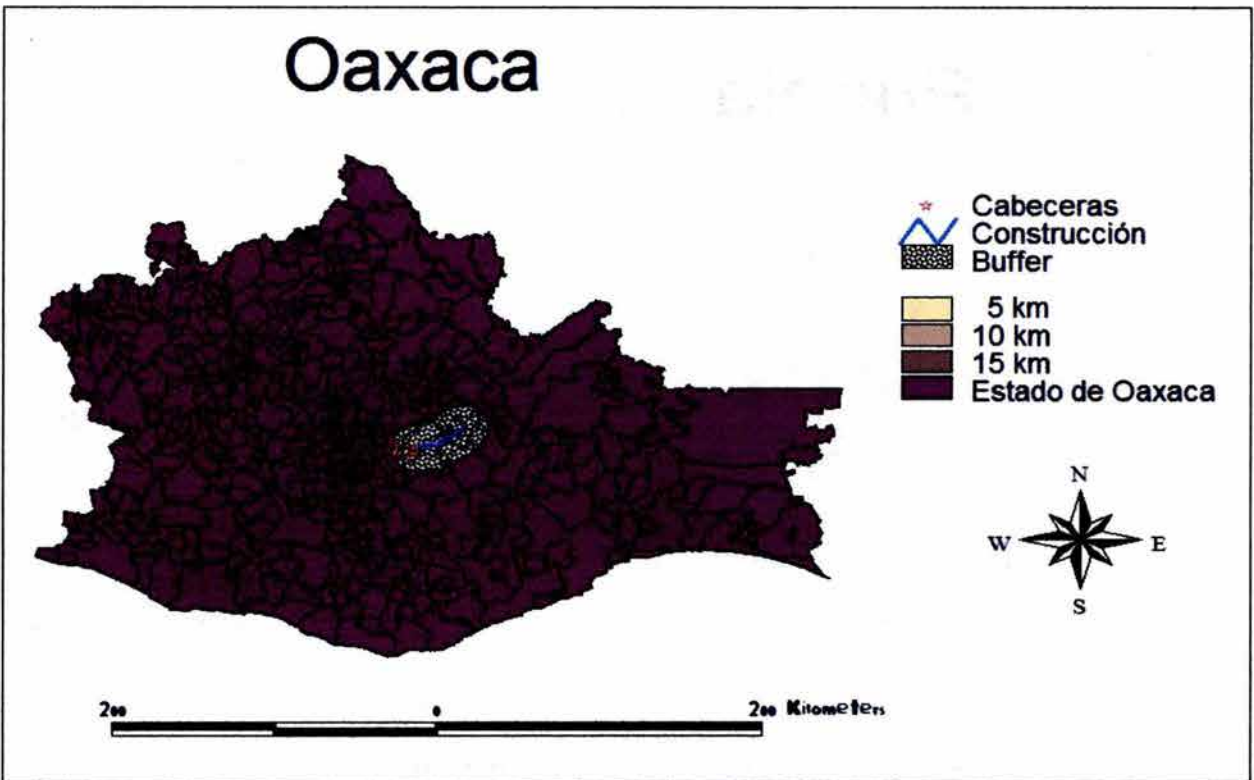 Oaxaca
Cabeceras
Construcción
Buffer
5 km
10 km
15 km
Estado de Oaxaca
N
W E
S
200 0 200 Kilometers